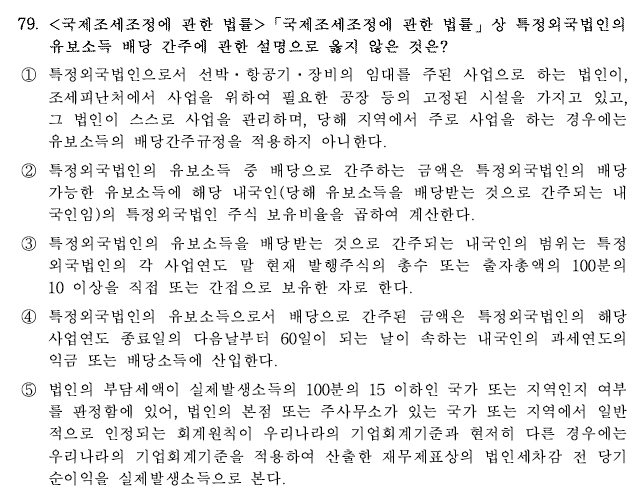 79. <국제조세조정에 관한 법률>「국제조세조정에 관한 법률」상 특정외국법인의
유보소득 배당 간주에 관한 설명으로 옳지 않은 것은?
① 특정외국법인으로서 선박·항공기·장비의 임대를 주된 사업으로 하는 법인이,
조세피난처에서 사업을 위하여 필요한 공장 등의 고정된 시설을 가지고 있고,
그 법인이 스스로 사업을 관리하며, 당해 지역에서 주로 사업을 하는 경우에는
유보소득의 배당간주규정을 적용하지 아니한다.
② 특정외국법인의 유보소득 중 배당으로 간주하는 금액은 특정외국법인의 배당
가능한 유보소득에 해당 내국인(당해 유보소득을 배당받는 것으로 간주되는 내
국인임)의 특정외국법인 주식 보유비율을 곱하여 계산한다.
③ 특정외국법인의 유보소득을 배당받는 것으로 간주되는 내국인의 범위는 특정
외국법인의 각 사업연도 말 현재 발행주식의 총수 또는 출자총액의 100분의
10 이상을 직접 또는 간접으로 보유한 자로 한다.
④ 특정외국법인의 유보소득으로서 배당으로 간주된 금액은 특정외국법인의 해당
사업연도 종료일의 다음날부터 60일이 되는 날이 속하는 내국인의 과세연도의
익금 또는 배당소득에 산입한다.
⑤ 법인의 부담세액이 실제발생소득의 100분의 15 이하인 국가 또는 지역인지 여부
를 판정함에 있어, 법인의 본점 또는 주사무소가 있는 국가 또는 지역에서 일반
적으로 인정되는 회계원칙이 우리나라의 기업회계기준과 현저히 다른 경우에는
우리나라의 기업회계기준을 적용하여 산출한 재무제표상의 법인세차감 전 당기
순이익을 실제발생소득으로 본다.